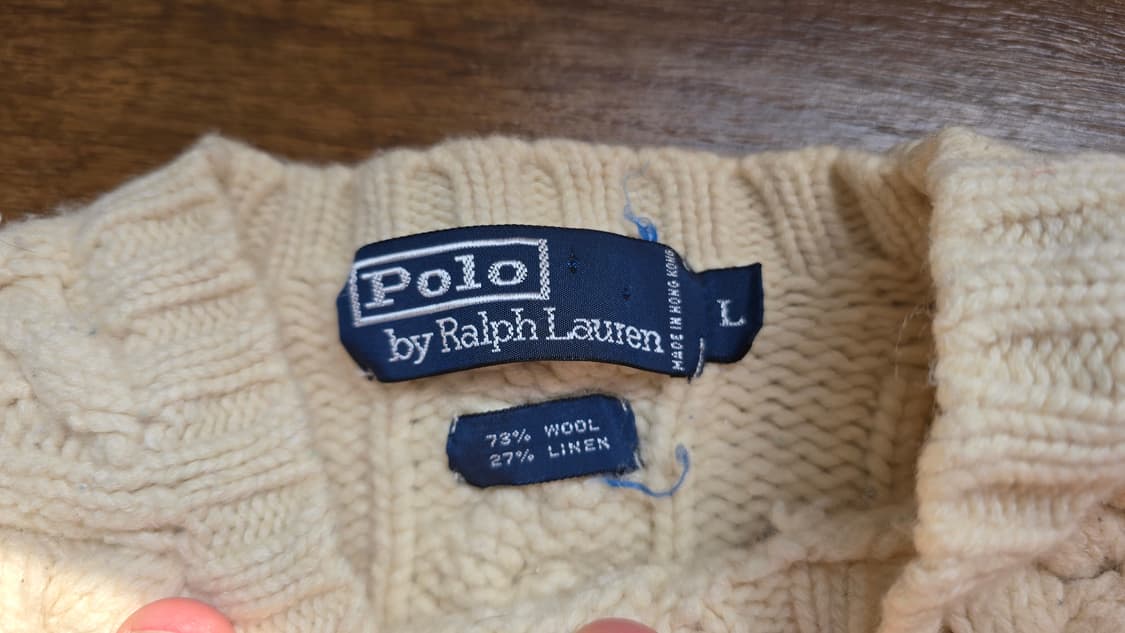 Polo
by Ralph Lauren
MADE IN HONG KONG
L
73% WOOL
27% LINEN